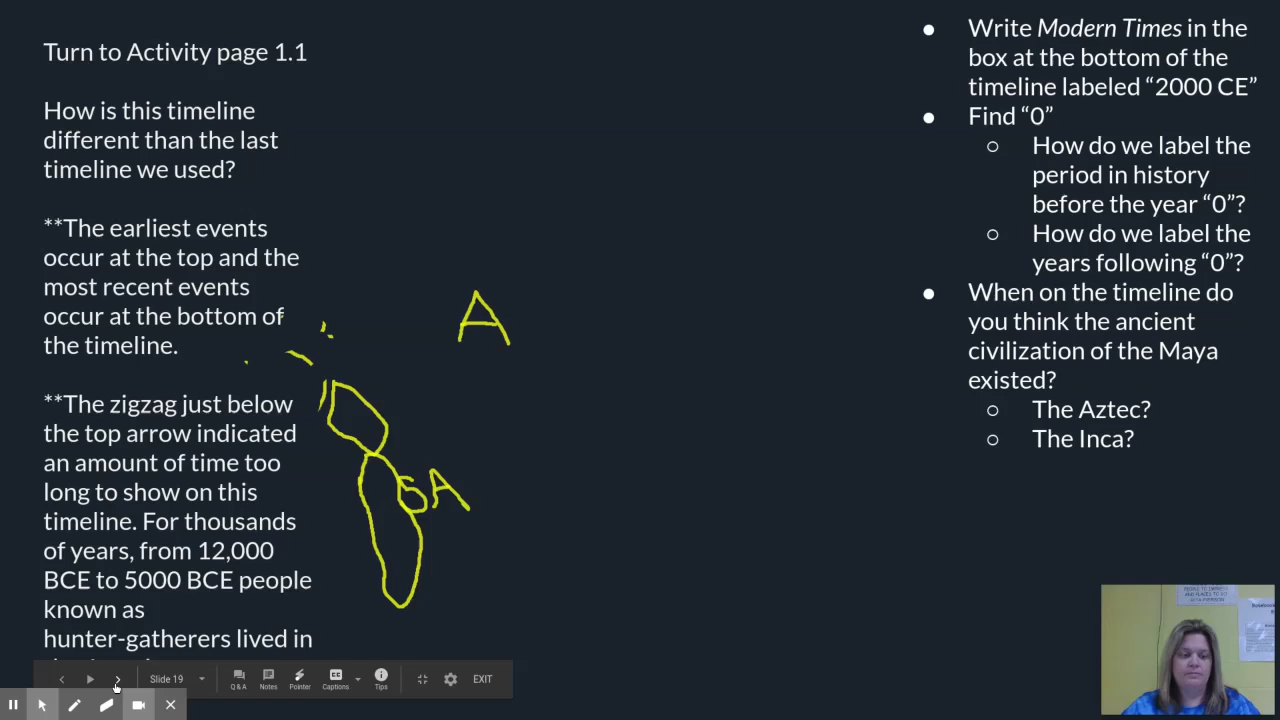 Turn to Activity page 1.1
How is this timeline
different than the last
timeline we used?
**The earliest events
occur at the top and the
most recent events
occur at the bottom of
the timeline.
**The zigzag just below
the top arrow indicated
an amount of time too
long to show on this
timeline. For thousands
of years, from 12,000
BCE to 5000 BCE people
known as
hunter-gatherers lived in
A
SA
● Write Modern Times in the
box at the bottom of the
timeline labeled “2000 CE”
● Find “0”
○ How do we label the
period in history
before the year “0”?
○ How do we label the
years following “0”?
● When on the timeline do
you think the ancient
civilization of the Maya
existed?
○ The Aztec?
○ The Inca?
Slide 19 Q & A Notes Pointer Captions Tips EXIT